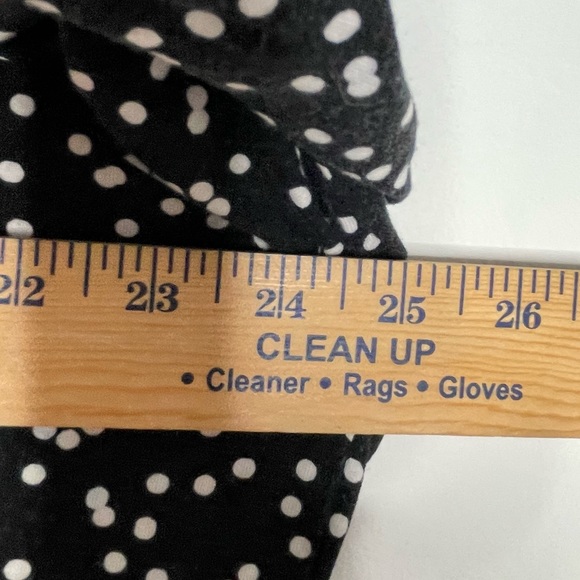 22 23 24 25 26
CLEAN UP
• Cleaner • Rags • Gloves